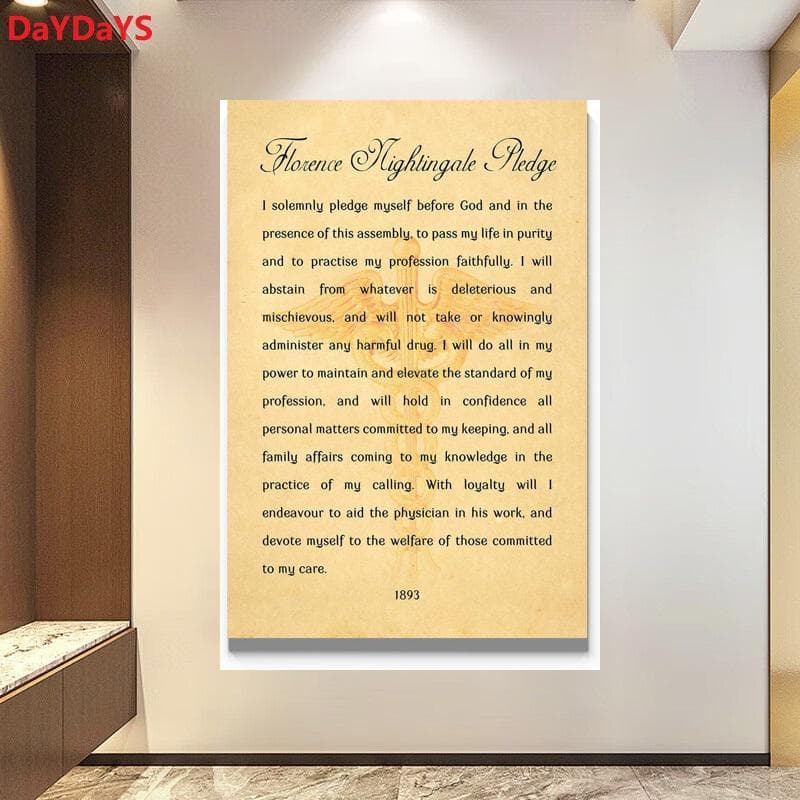 DaYDaYS
Florence Nightingale Pledge
I solemnly pledge myself before God and in the
presence of this assembly, to pass my life in purity
and to practise my profession faithfully. I will
abstain from whatever is deleterious and
mischievous, and will not take or knowingly
administer any harmful drug. I will do all in my
power to maintain and elevate the standard of my
profession, and will hold in confidence all
personal matters committed to my keeping, and all
family affairs coming to my knowledge in the
practice of my calling. With loyalty will I
endeavour to aid the physician in his work, and
devote myself to the welfare of those committed
to my care.
1893